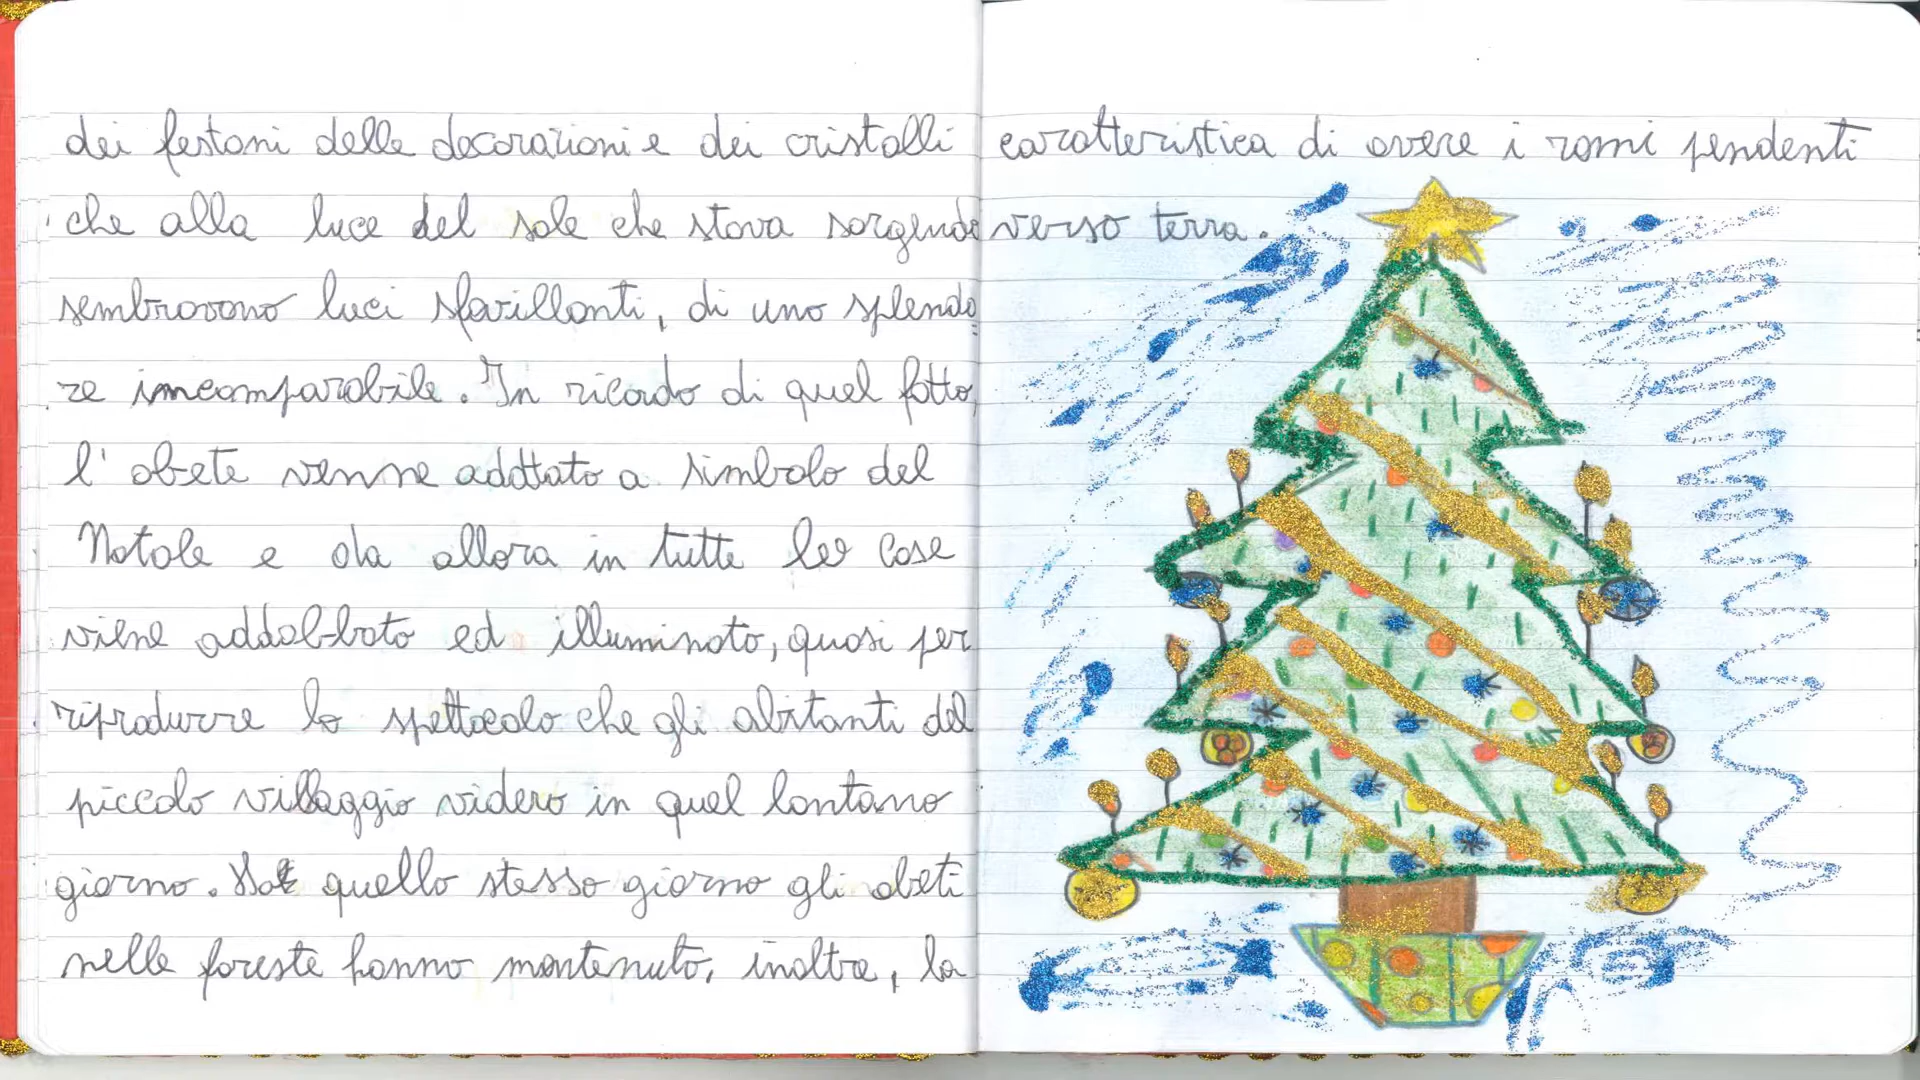 dei festoni delle decorazioni e dei cristalli
che alla luce del sole che stava sorgendo
sembravano luci sfavillanti, di uno splendo
re incomparabile. In ricordo di quel fatto,
l'abete venne adottato a simbolo del
Natale e da allora in tutte le case
viene addobbato ed illuminato, quasi per
riprodurre lo spettacolo che gli abitanti del
piccolo villaggio videro in quel lontano
giorno. Da quello stesso giorno gli abeti
nelle foreste hanno mantenuto, inoltre, la
caratteristica di avere i rami pendenti
verso terra.